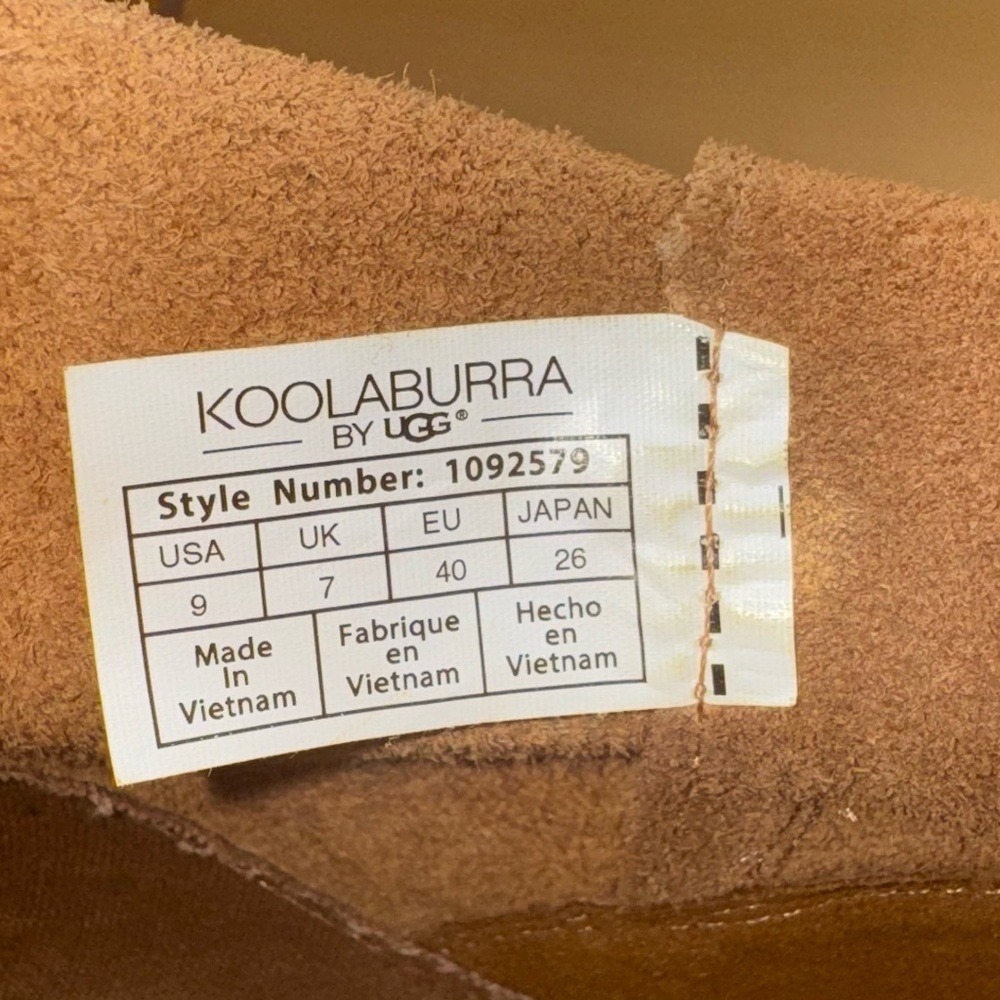 KOOLABURRA
BY UGG®
Style Number: 1092579
USA UK EU JAPAN
9 7 40 26
Made
In
Vietnam
Fabrique
en
Vietnam
Hecho
en
Vietnam